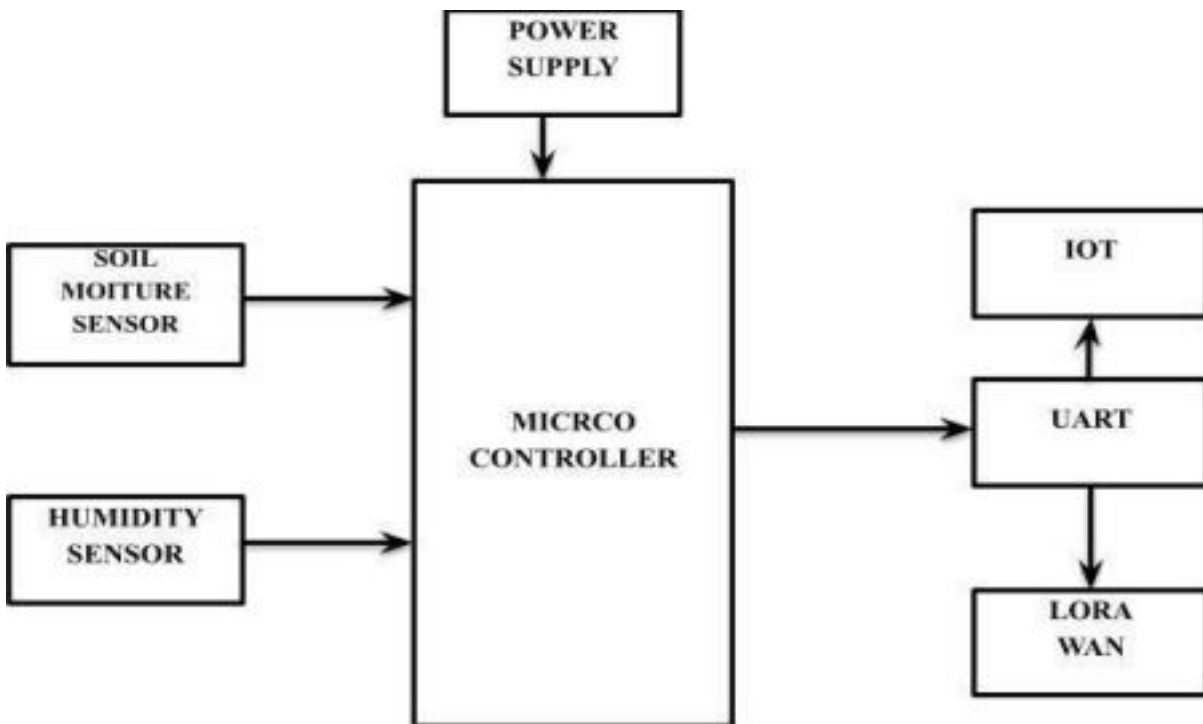 POWER
SUPPLY
SOIL
MOITURE
SENSOR
IOT
MICRCO
CONTROLLER
UART
HUMIDITY
SENSOR
LORA
WAN